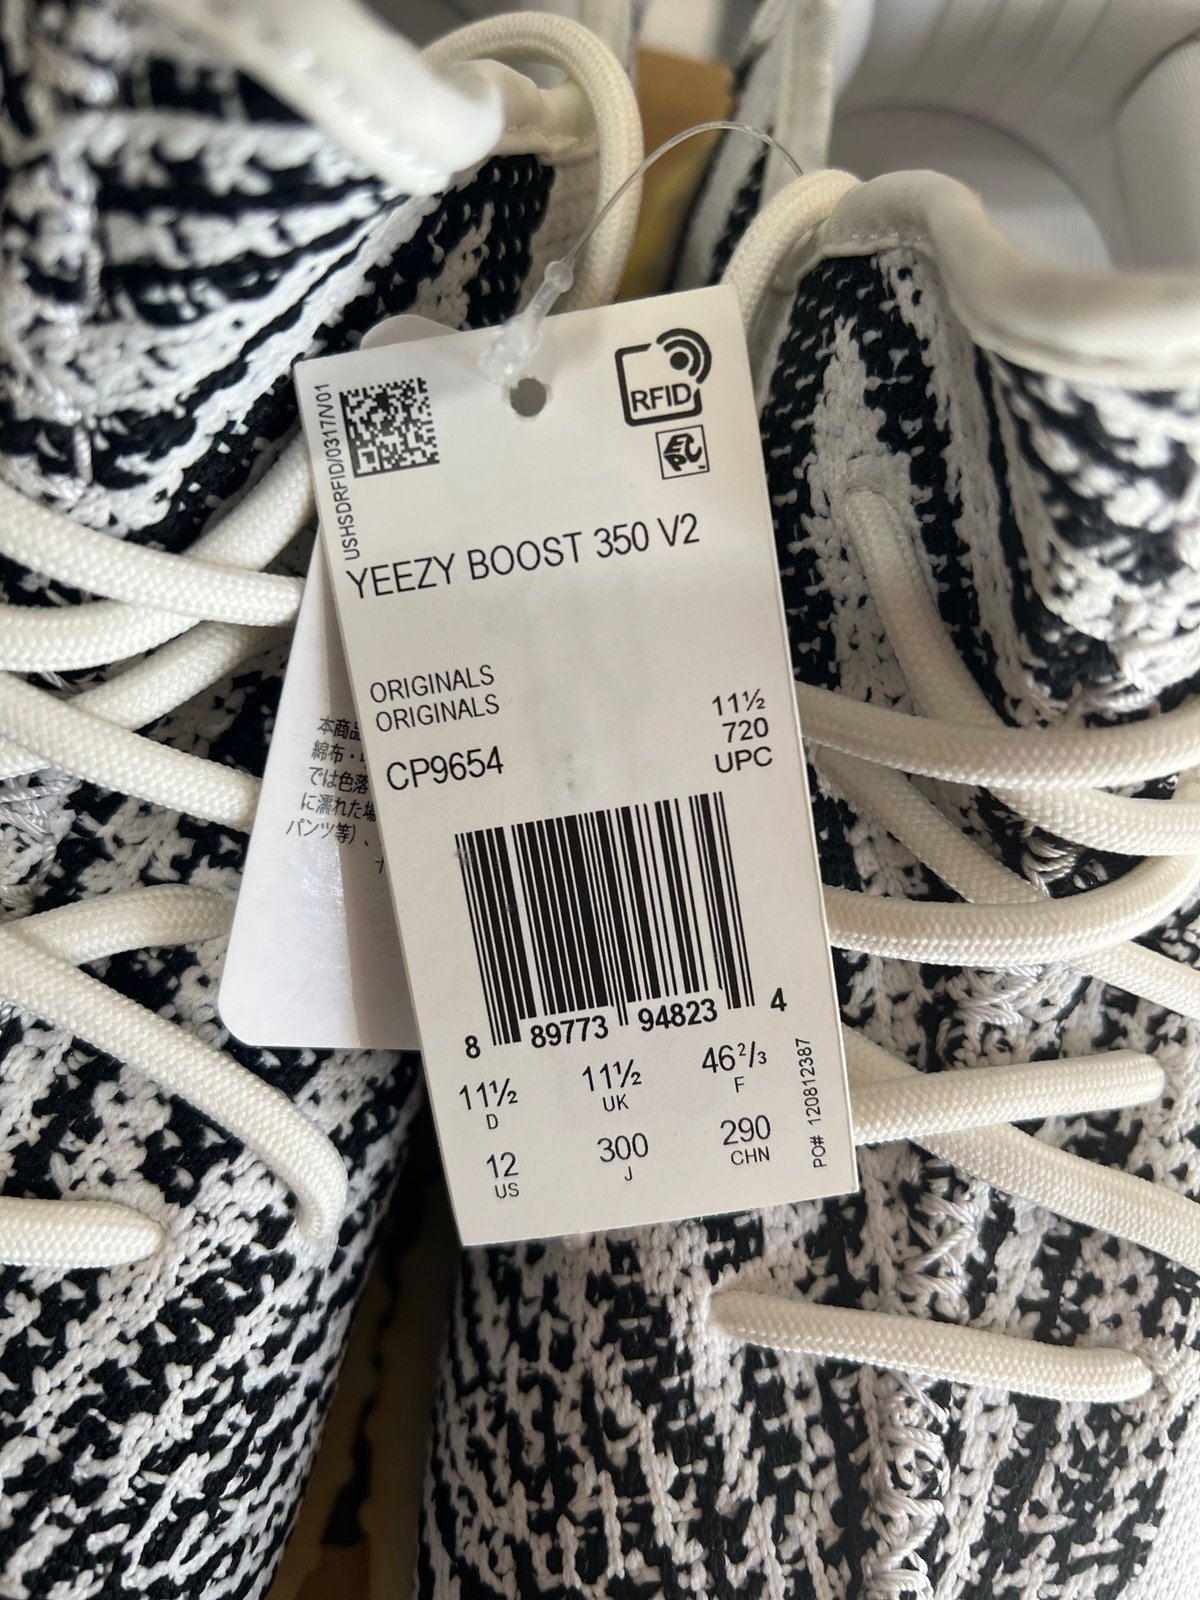 USHSDRFID/0317/V01
RFID
EPC
YEEZY BOOST 350 V2
ORIGINALS
ORIGINALS
11½
720
CP9654
UPC
8 89773 94823 4
11½ 11½ 46²/₃
D UK F
12 300 290
US J CHN
PO# 120812387
本商品
綿布・
では色落
に濡れた場
パンツ等）、